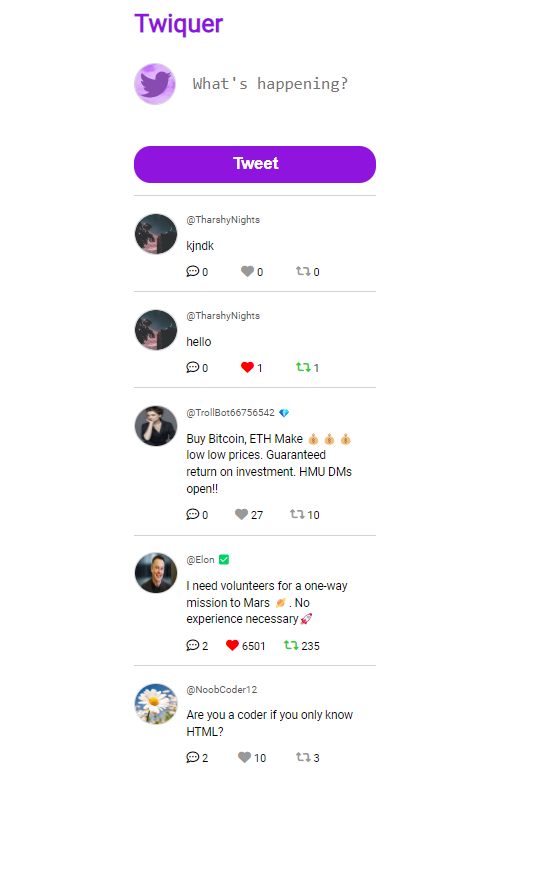 Twiquer
What's happening?
Tweet
@TharshyNights
kjndk
0 0 0
@TharshyNights
hello
0 1 1
@TrollBot66756542 💎
Buy Bitcoin, ETH Make 💰 💰 💰
low low prices. Guaranteed
return on investment. HMU DMs
open!!
0 27 10
@Elon ✅
I need volunteers for a one-way
mission to Mars 🪐. No
experience necessary🚀
2 6501 235
@NoobCoder12
Are you a coder if you only know
HTML?
2 10 3